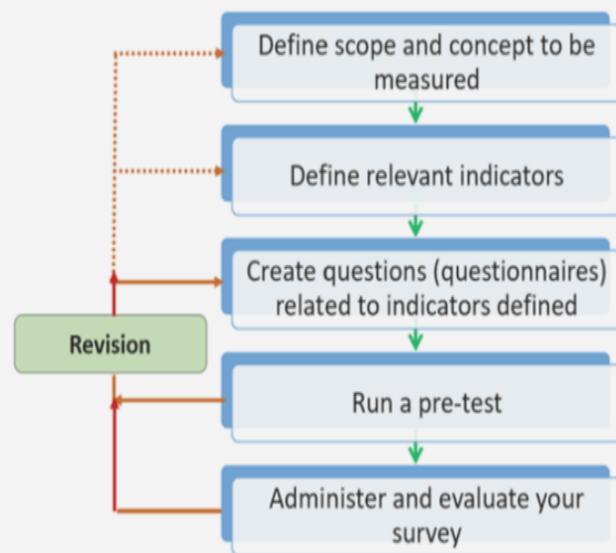 Define scope and concept to be
measured
Define relevant indicators
Create questions (questionnaires)
related to indicators defined
Revision
Run a pre-test
Administer and evaluate your
survey